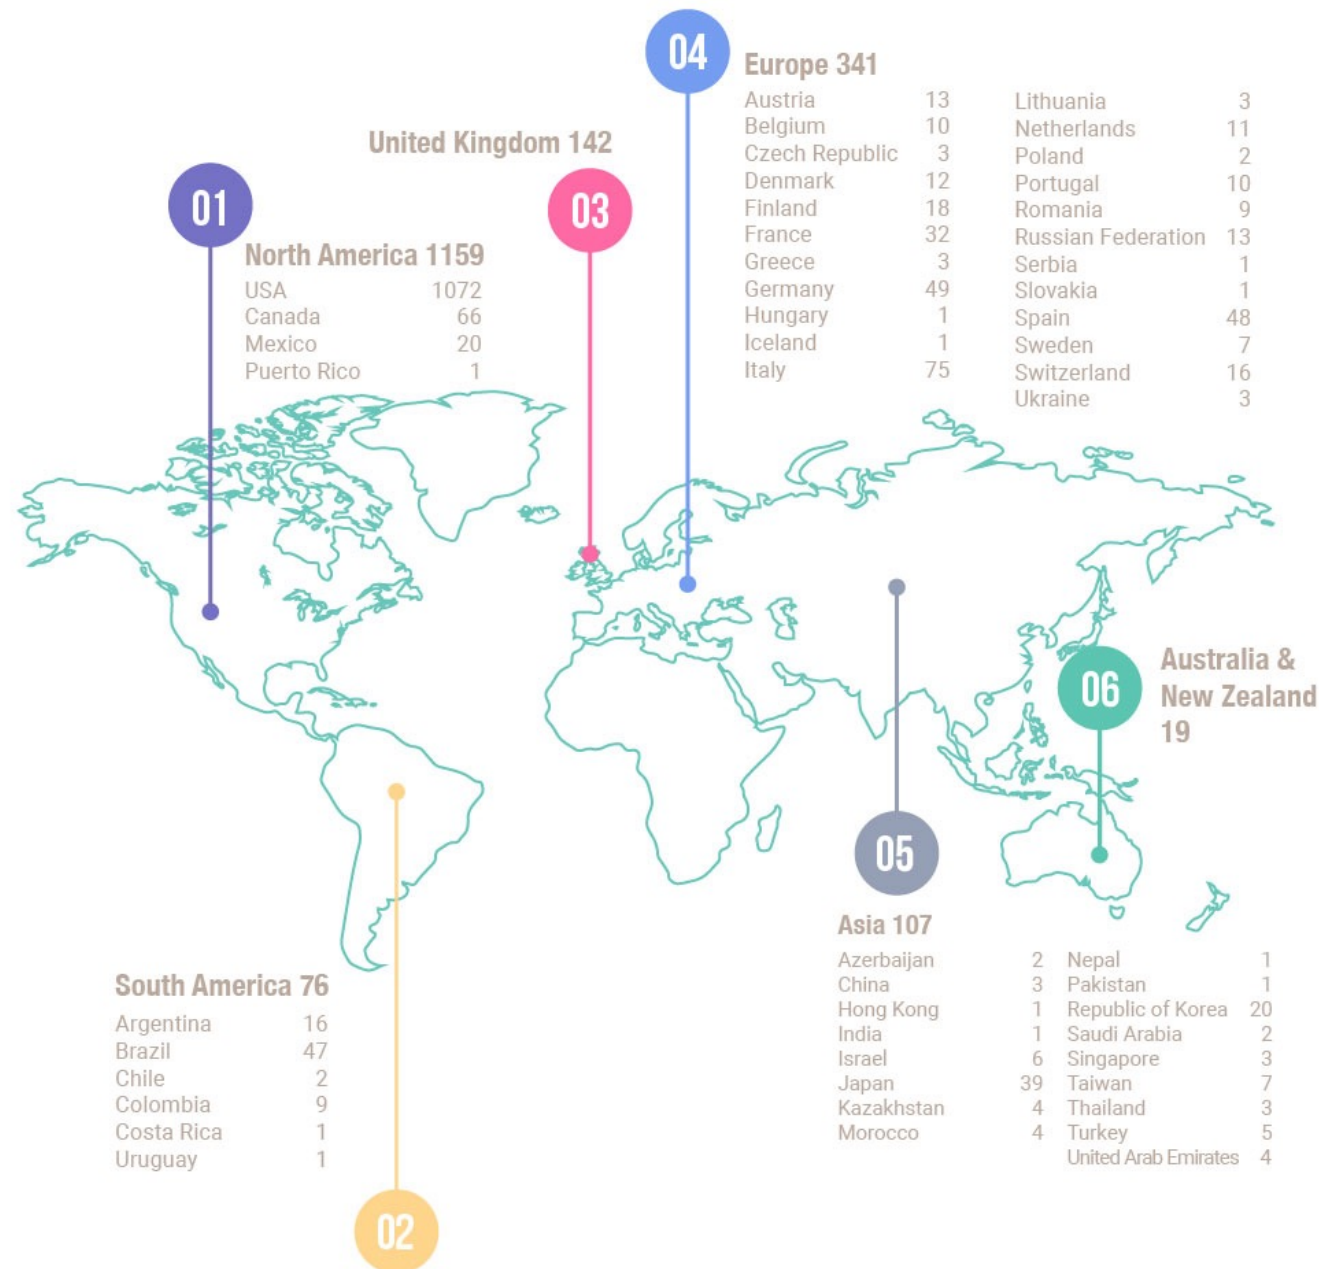 01
North America 1159
USA 1072
Canada 66
Mexico 20
Puerto Rico 1
United Kingdom 142
03
04
Europe 341
Austria 13
Belgium 10
Czech Republic 3
Denmark 12
Finland 18
France 32
Greece 3
Germany 49
Hungary 1
Iceland 1
Italy 75
Lithuania 3
Netherlands 11
Poland 2
Portugal 10
Romania 9
Russian Federation 13
Serbia 1
Slovakia 1
Spain 48
Sweden 7
Switzerland 16
Ukraine 3
06
Australia &
New Zealand
19
05
Asia 107
Azerbaijan 2
China 3
Hong Kong 1
India 1
Israel 6
Japan 39
Kazakhstan 4
Morocco 4
Nepal 1
Pakistan 1
Republic of Korea 20
Saudi Arabia 2
Singapore 3
Taiwan 7
Thailand 3
Turkey 5
United Arab Emirates 4
South America 76
Argentina 16
Brazil 47
Chile 2
Colombia 9
Costa Rica 1
Uruguay 1
02